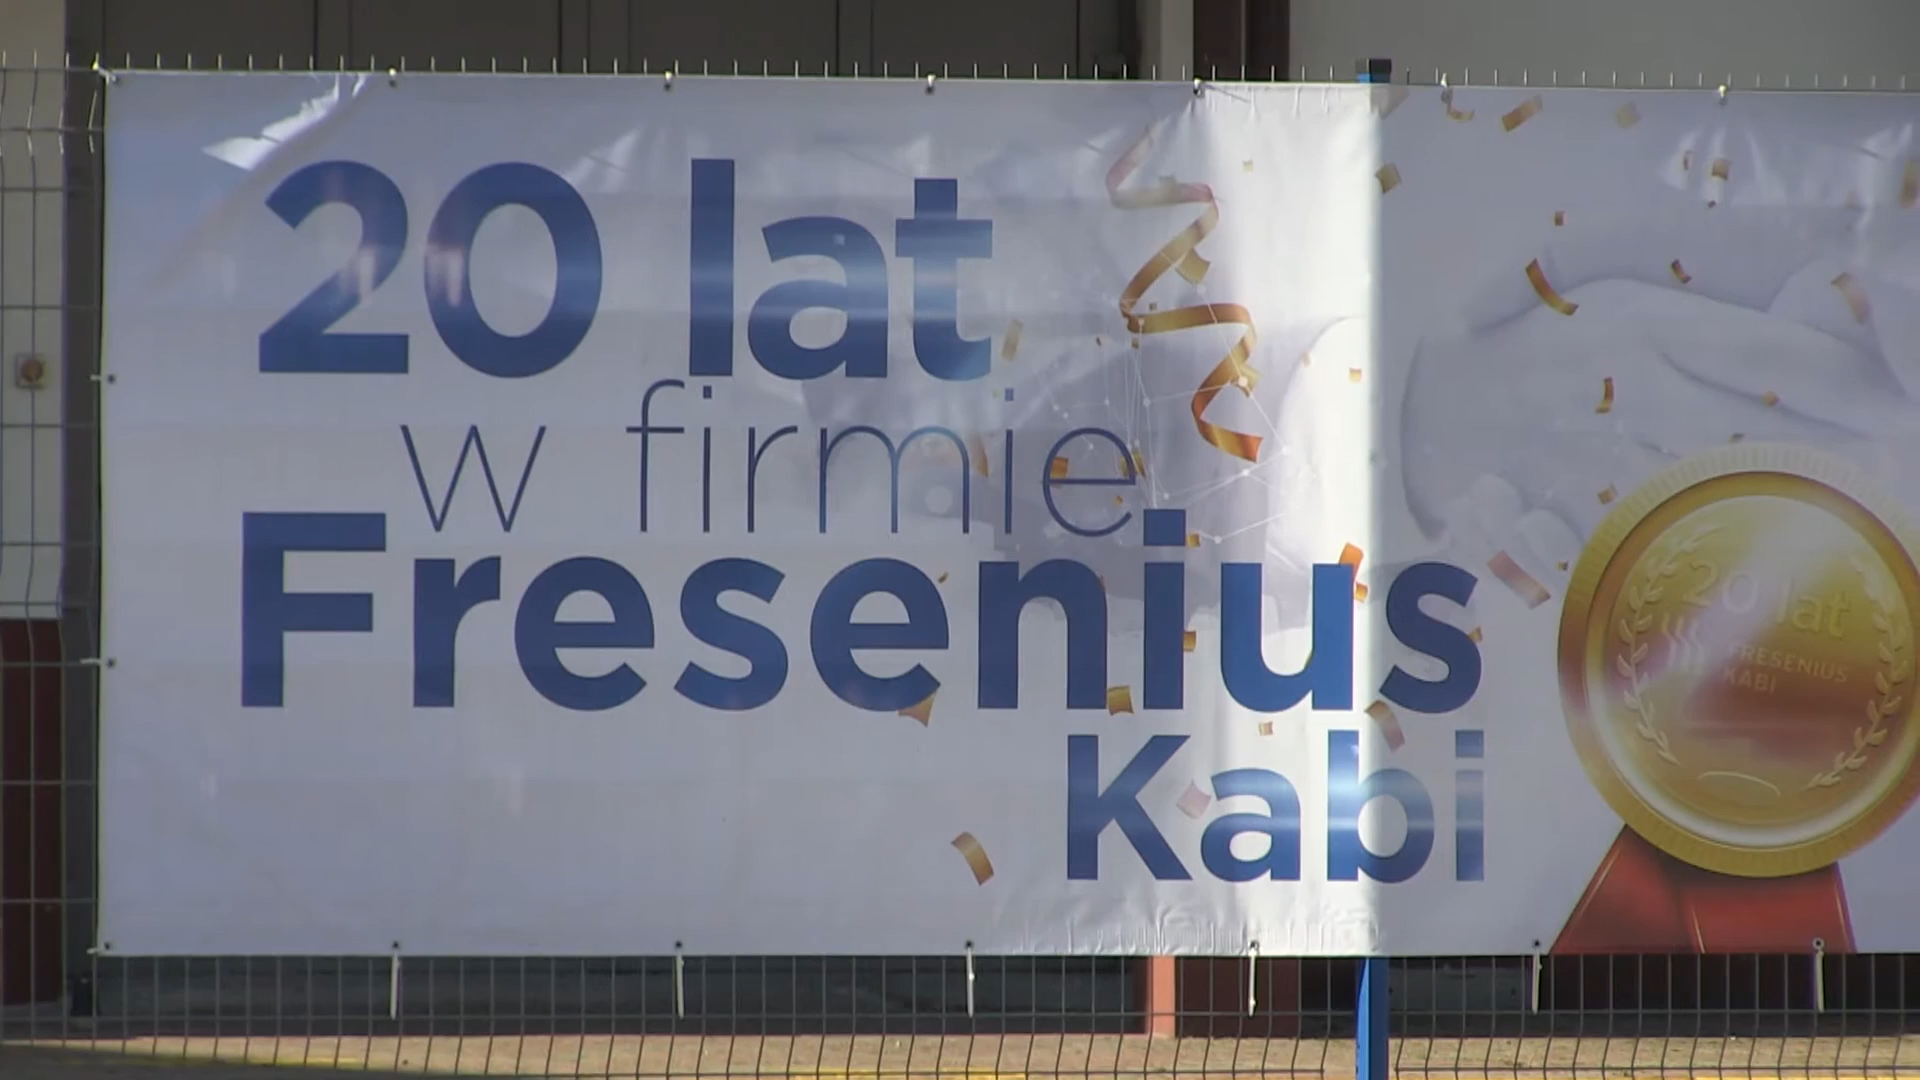 20 lat
w firmie
Fresenius
Kabi
20 lat
FRESENIUS
KABI